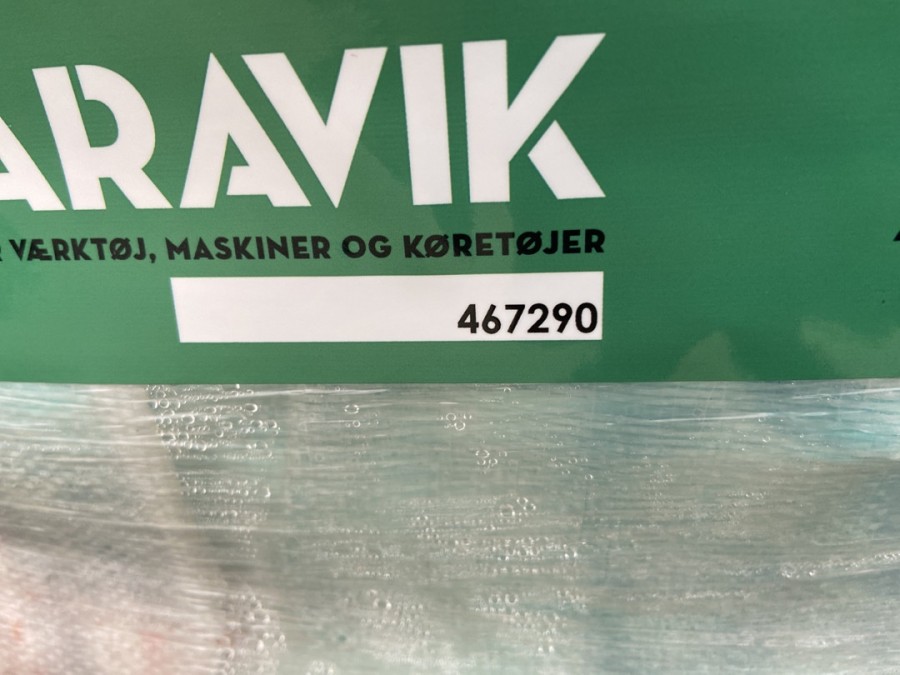 ARAVIK
VÆRKTØJ, MASKINER OG KØRETØJER
467290